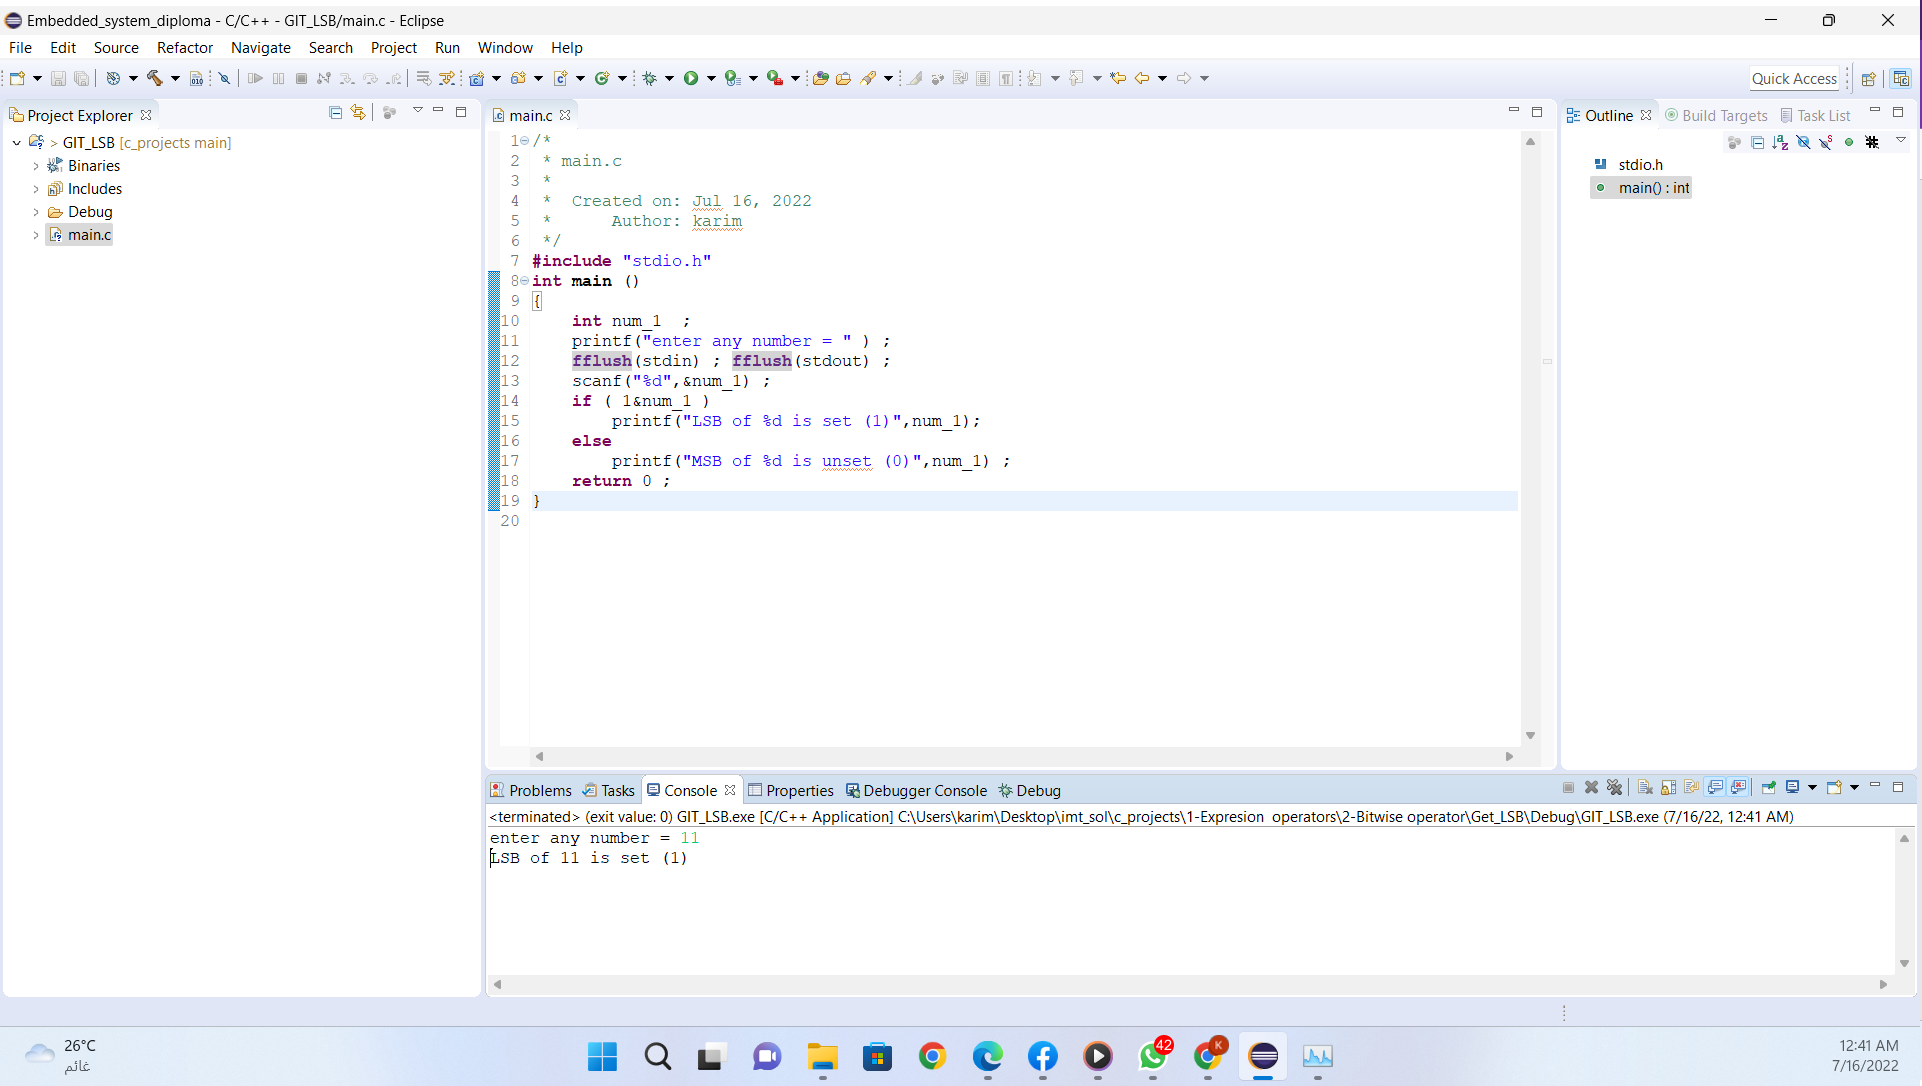 Embedded_system_diploma - C/C++ - GIT_LSB/main.c - Eclipse
File Edit Source Refactor Navigate Search Project Run Window Help
Quick Access
Project Explorer
main.c
Outline Build Targets Task List
GIT_LSB [c_projects main]
Binaries
Includes
Debug
main.c
1 /*
2 * main.c
3 *
4 * Created on: Jul 16, 2022
5 * Author: karim
6 */
7 #include "stdio.h"
8 int main ()
9 {
10 int num_1 ;
11 printf("enter any number = " ) ;
12 fflush(stdin) ; fflush(stdout) ;
13 scanf("%d",&num_1) ;
14 if ( 1&num_1 )
15 printf("LSB of %d is set (1)",num_1);
16 else
17 printf("MSB of %d is unset (0)",num_1) ;
18 return 0 ;
19 }
20
stdio.h
main() : int
Problems Tasks Console Properties Debugger Console Debug
<terminated> (exit value: 0) GIT_LSB.exe [C/C++ Application] C:\Users\karim\Desktop\imt_sol\c_projects\1-Expresion operators\2-Bitwise operator\Get_LSB\Debug\GIT_LSB.exe (7/16/22, 12:41 AM)
enter any number = 11
LSB of 11 is set (1)
26°C
غائم
42
K
12:41 AM
7/16/2022